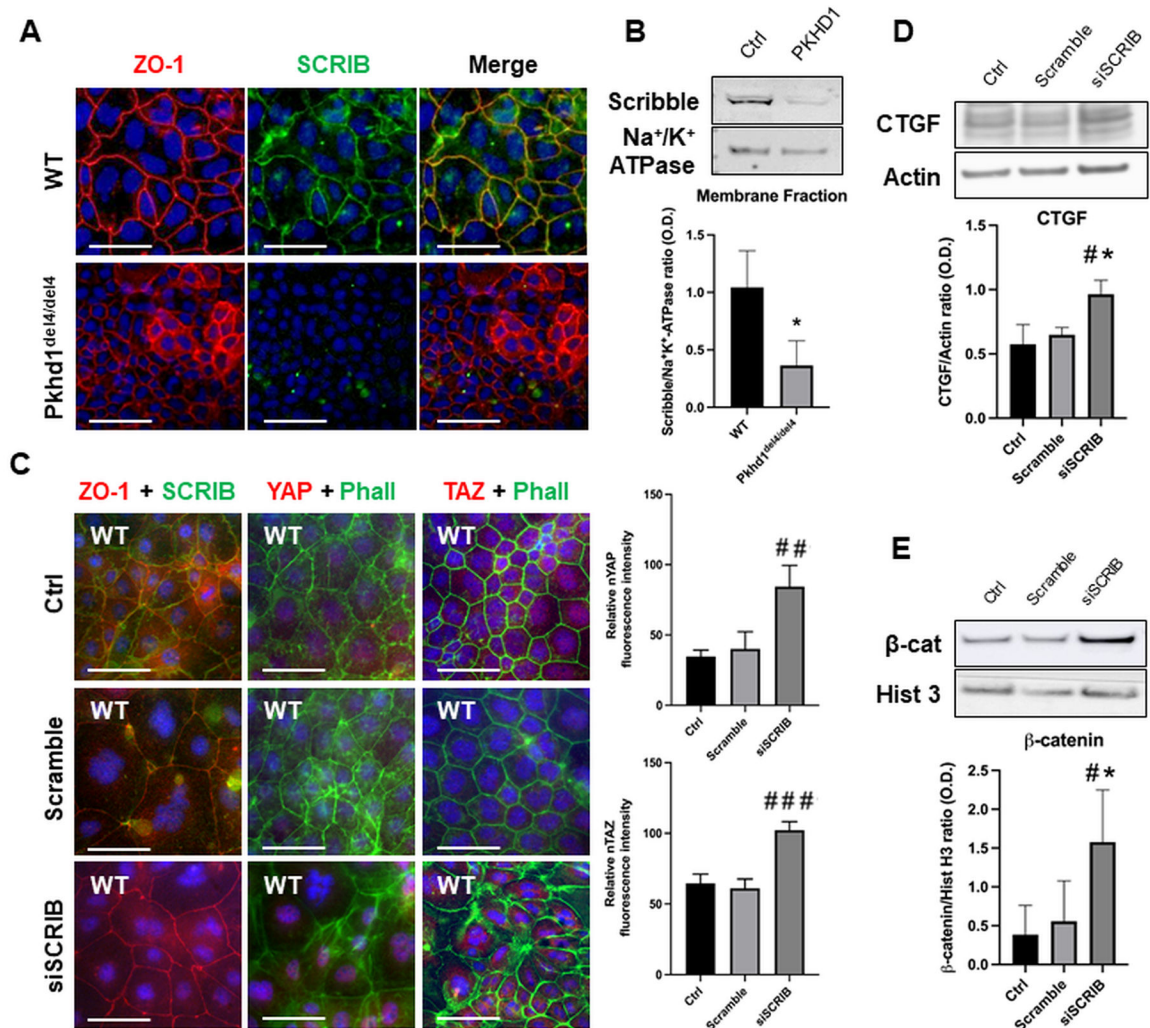 A
ZO-1 SCRIB Merge
WT
Pkhd1del4/del4
B
Ctrl PKHD1
Scribble
Na+/K+
ATPase
Membrane Fraction
Scribble/Na+K+-ATPase ratio (O.D.)
1.5
1.0
0.5
0.0
*
WT Pkhd1del4/del4
C
ZO-1 + SCRIB YAP + Phall TAZ + Phall
Ctrl
WT WT WT
Scramble
WT WT WT
siSCRIB
WT WT WT
Relative nYAP
fluorescence intensity
150
100
50
0
##
Ctrl Scramble siSCRIB
Relative nTAZ
fluorescence intensity
150
100
50
0
###
Ctrl Scramble siSCRIB
D
Ctrl Scramble siSCRIB
CTGF
Actin
CTGF
CTGF/Actin ratio (O.D.)
1.5
1.0
0.5
0.0
#*
Ctrl Scramble siSCRIB
E
Ctrl Scramble siSCRIB
β-cat
Hist 3
β-catenin
β-catenin/Hist H3 ratio (O.D.)
2.5
2.0
1.5
1.0
0.5
0.0
#*
Ctrl Scramble siSCRIB